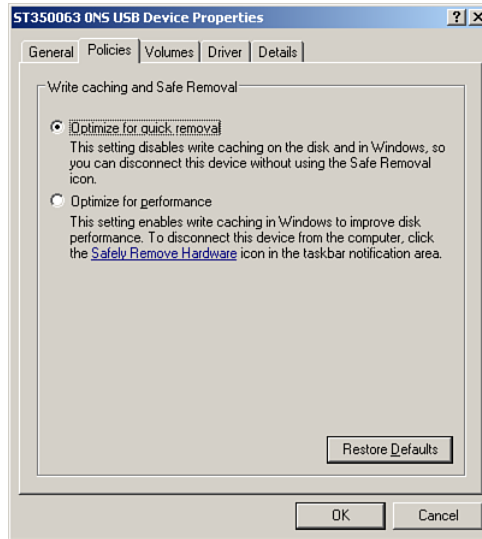 ST350063 0NS USB Device Properties
General Policies Volumes Driver Details
Write caching and Safe Removal
Optimize for quick removal
This setting disables write caching on the disk and in Windows, so
you can disconnect this device without using the Safe Removal
icon.
Optimize for performance
This setting enables write caching in Windows to improve disk
performance. To disconnect this device from the computer, click
the Safely Remove Hardware icon in the taskbar notification area.
Restore Defaults
OK Cancel